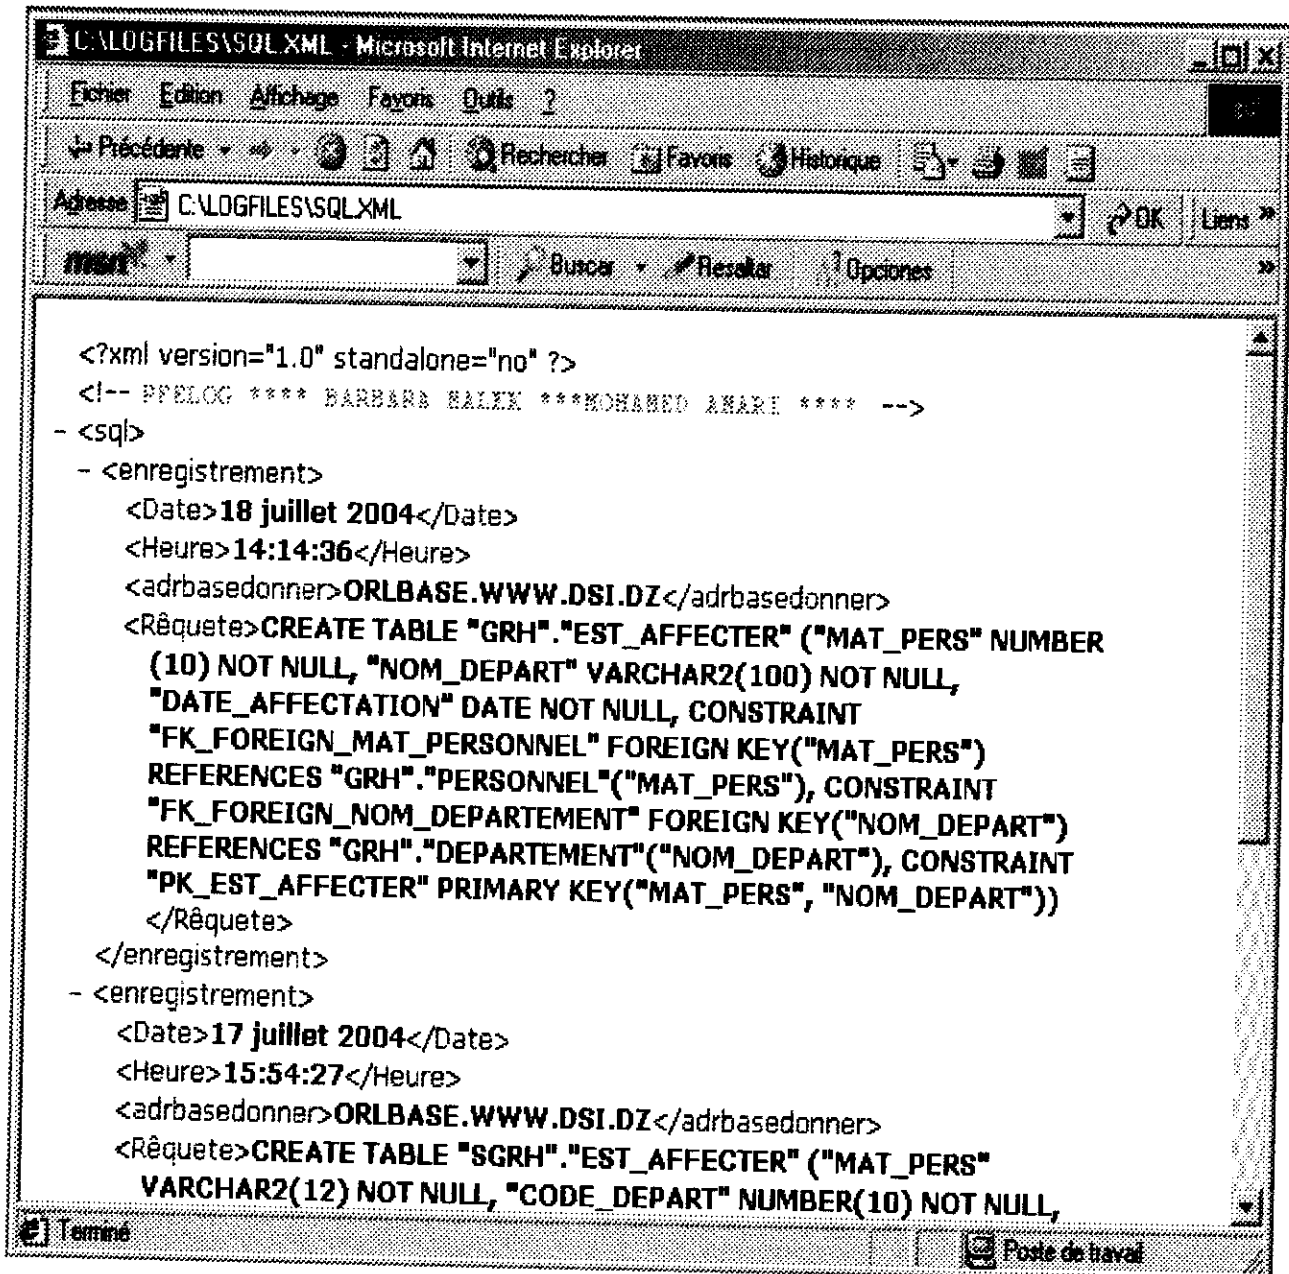 C:\LOGFILES\SQL.XML - Microsoft Internet Explorer
Fichier Edition Affichage Favoris Outils ?
Précédente Rechercher Favoris Historique
Adresse C:\LOGFILES\SQL.XML OK Liens »
msn Buscar Resaltar Opciones »
<?xml version="1.0" standalone="no" ?>
<!-- PFELOG **** BARBARA MALEK ***MOHAMED AMARI **** -->
- <sql>
- <enregistrement>
<Date>18 juillet 2004</Date>
<Heure>14:14:36</Heure>
<adrbasedonner>ORLBASE.WWW.DSI.DZ</adrbasedonner>
<Rêquete>CREATE TABLE "GRH"."EST_AFFECTER" ("MAT_PERS" NUMBER
(10) NOT NULL, "NOM_DEPART" VARCHAR2(100) NOT NULL,
"DATE_AFFECTATION" DATE NOT NULL, CONSTRAINT
"FK_FOREIGN_MAT_PERSONNEL" FOREIGN KEY("MAT_PERS")
REFERENCES "GRH"."PERSONNEL"("MAT_PERS"), CONSTRAINT
"FK_FOREIGN_NOM_DEPARTEMENT" FOREIGN KEY("NOM_DEPART")
REFERENCES "GRH"."DEPARTEMENT"("NOM_DEPART"), CONSTRAINT
"PK_EST_AFFECTER" PRIMARY KEY("MAT_PERS", "NOM_DEPART"))
</Rêquete>
</enregistrement>
- <enregistrement>
<Date>17 juillet 2004</Date>
<Heure>15:54:27</Heure>
<adrbasedonner>ORLBASE.WWW.DSI.DZ</adrbasedonner>
<Rêquete>CREATE TABLE "SGRH"."EST_AFFECTER" ("MAT_PERS"
VARCHAR2(12) NOT NULL, "CODE_DEPART" NUMBER(10) NOT NULL,
Terminé Poste de travail